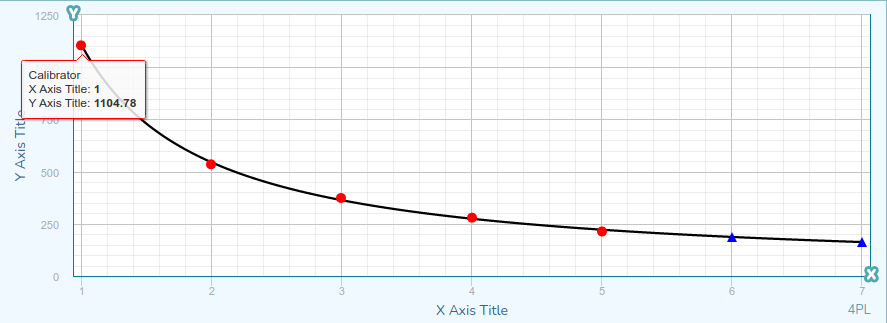 Y
1250
Calibrator
X Axis Title: 1
Y Axis Title: 1104.78
750
Y Axis Title
500
250
0
1 2 3 4 5 6 7
X
X Axis Title
4PL